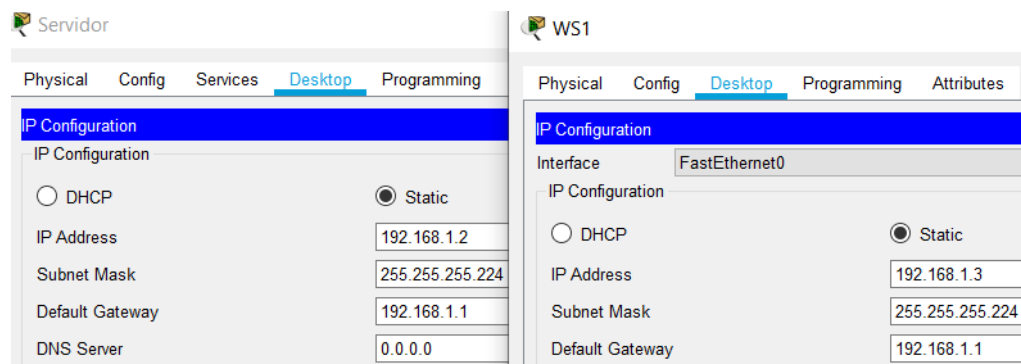 Servidor
Physical Config Services Desktop Programming
IP Configuration
IP Configuration
DHCP Static
IP Address 192.168.1.2
Subnet Mask 255.255.255.224
Default Gateway 192.168.1.1
DNS Server 0.0.0.0
WS1
Physical Config Desktop Programming Attributes
IP Configuration
Interface FastEthernet0
IP Configuration
DHCP Static
IP Address 192.168.1.3
Subnet Mask 255.255.255.224
Default Gateway 192.168.1.1